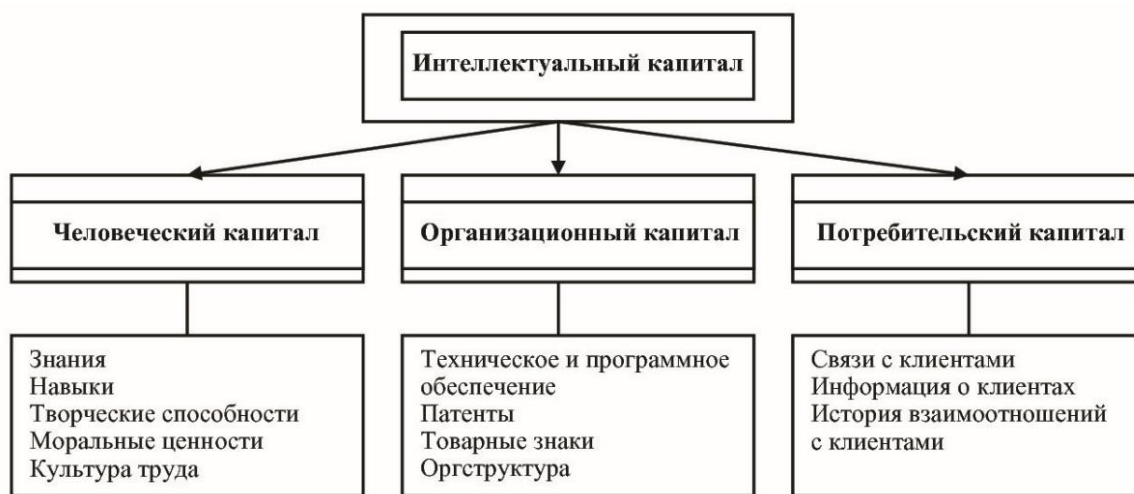 Интеллектуальный капитал
Человеческий капитал
Организационный капитал
Потребительский капитал
Знания
Навыки
Творческие способности
Моральные ценности
Культура труда
Техническое и программное
обеспечение
Патенты
Товарные знаки
Оргструктура
Связи с клиентами
Информация о клиентах
История взаимоотношений
с клиентами